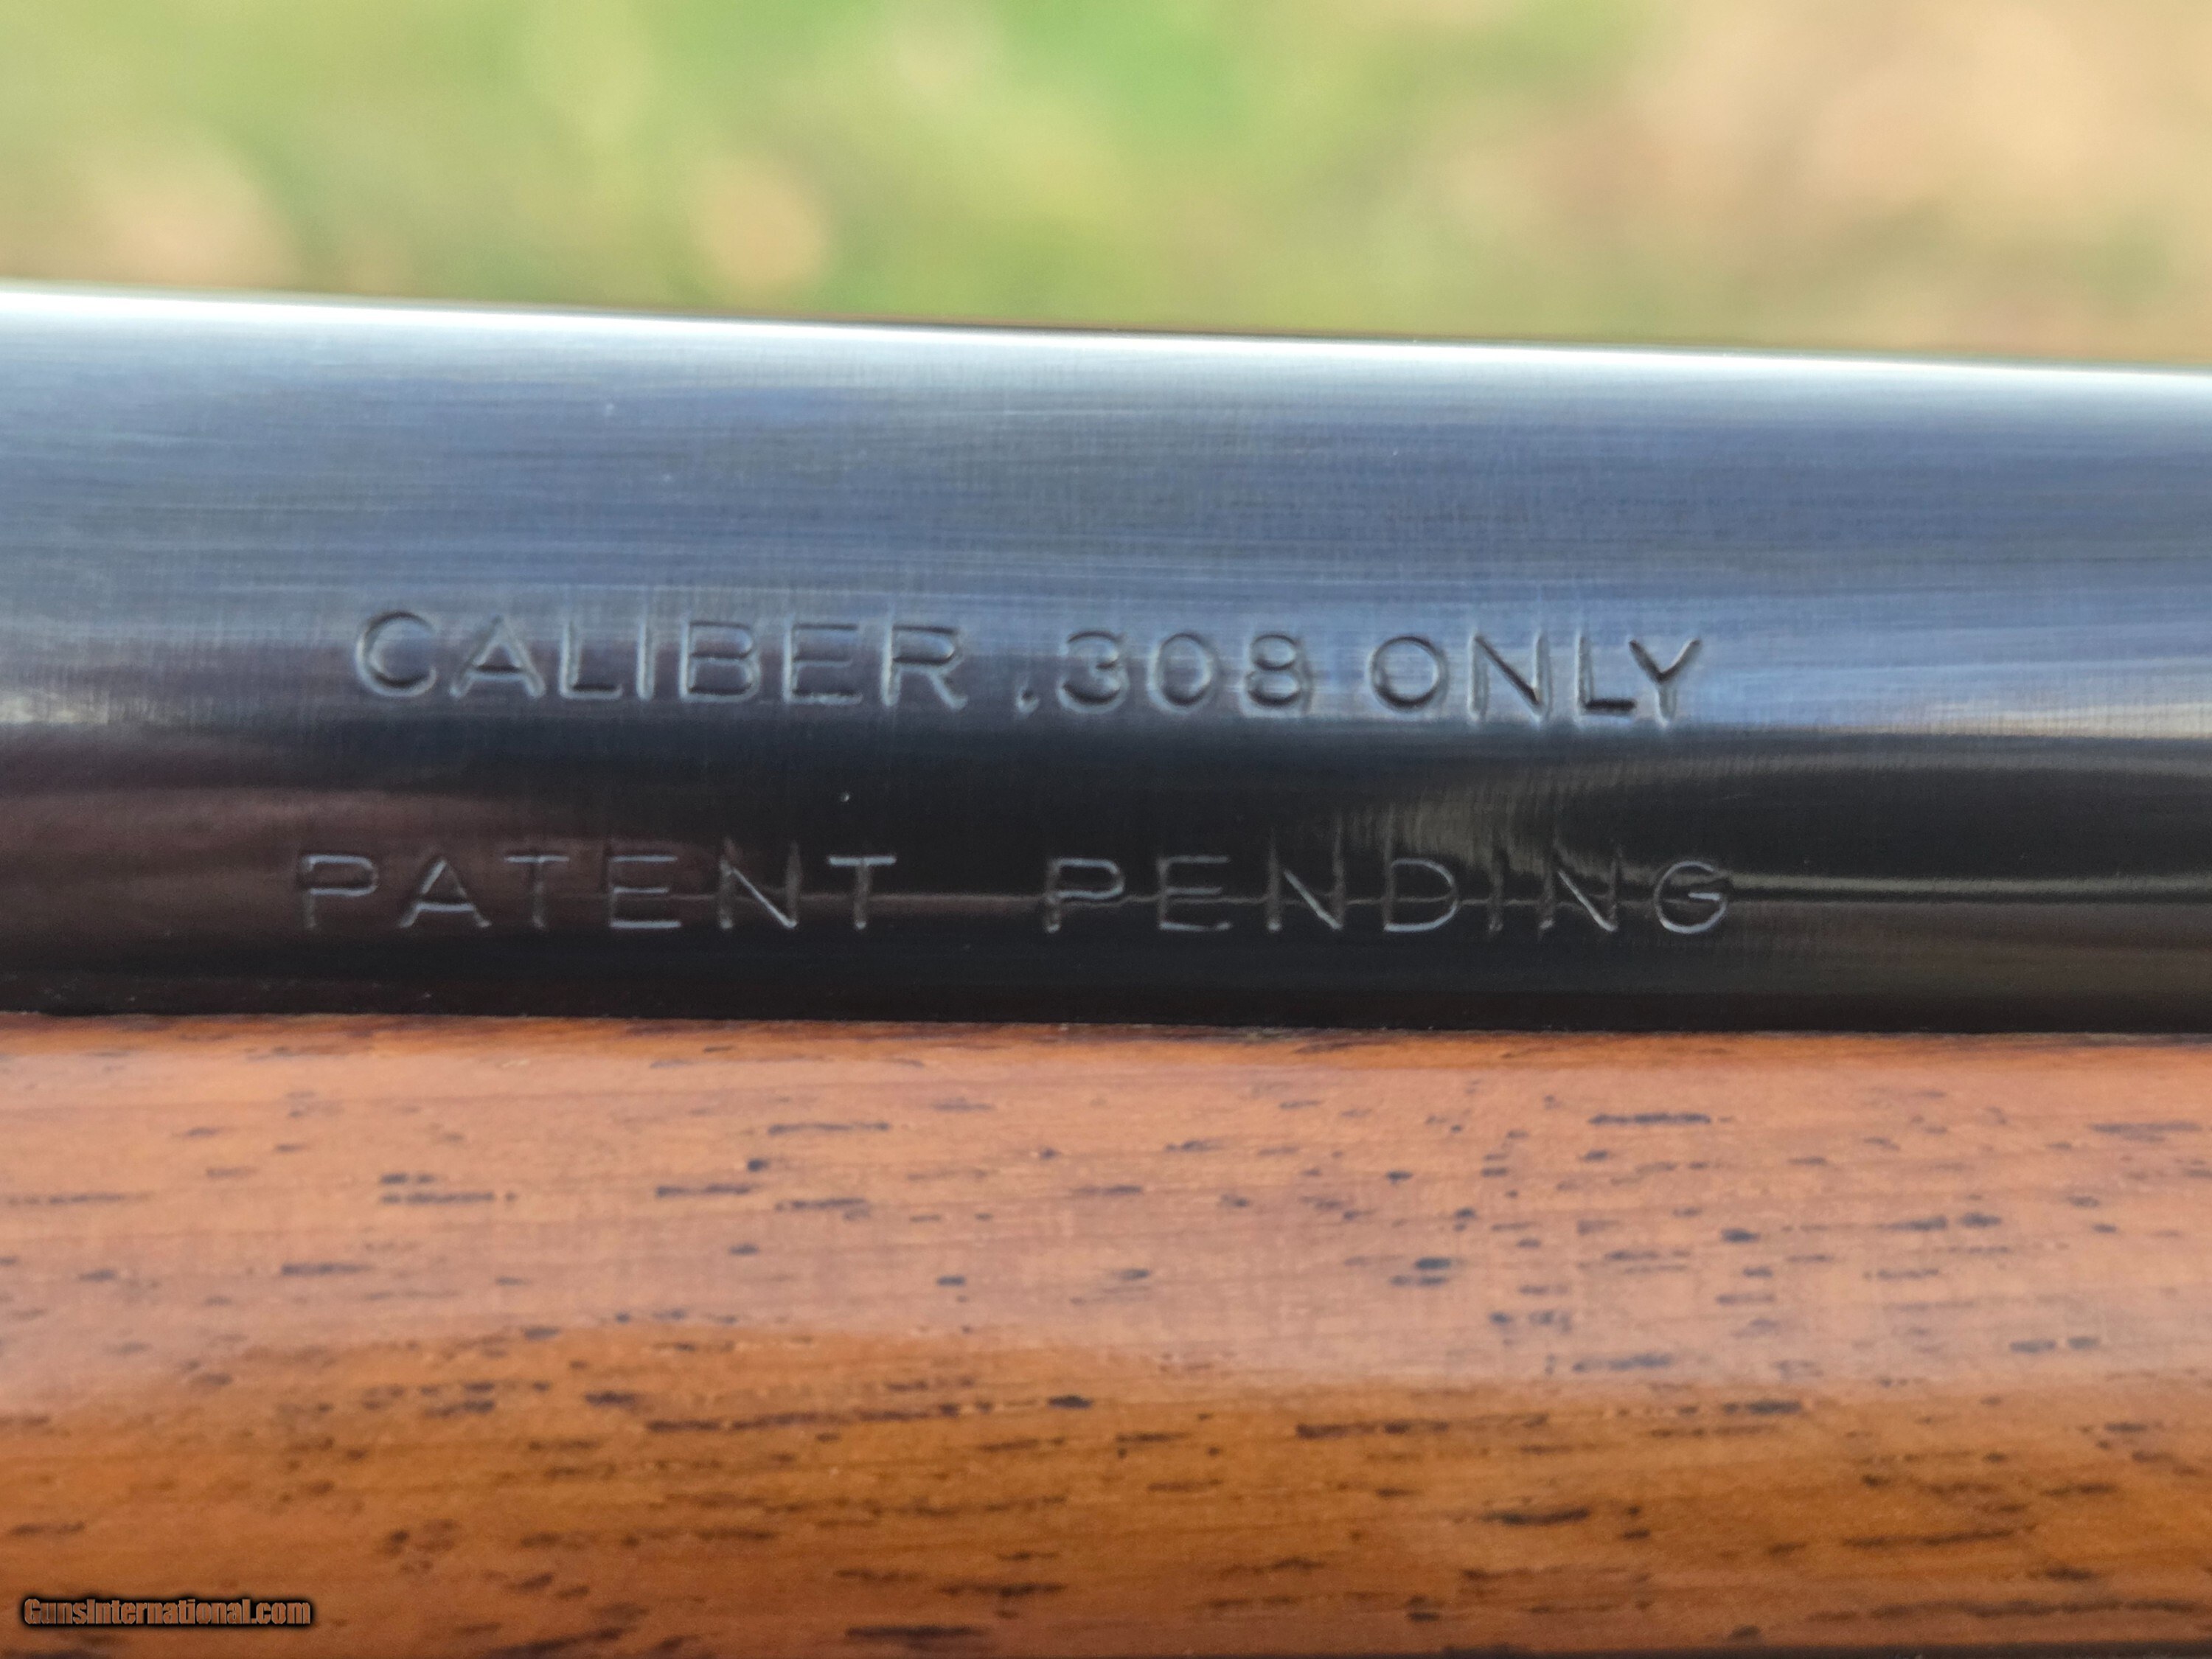 CALIBER .308 ONLY
PATENT PENDING
GunsInternational.com